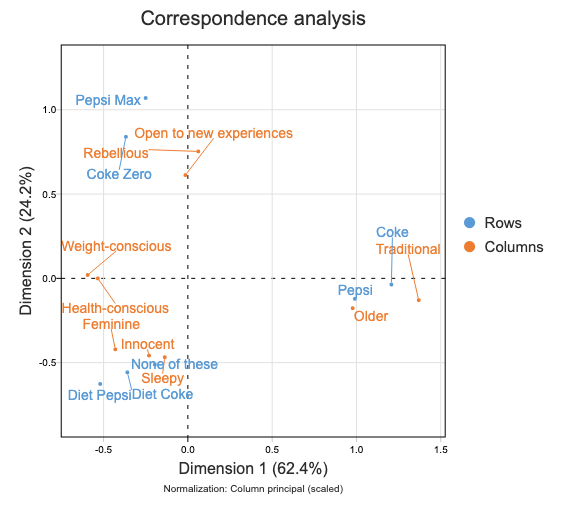 Correspondence analysis
Pepsi Max
Open to new experiences
Rebellious
Coke Zero
Coke
Weight-conscious
Traditional
Pepsi
Health-conscious
Older
Feminine
Innocent
None of these
Sleepy
Diet Pepsi
Diet Coke
1.0
0.5
0.0
-0.5
-0.5
0.0
0.5
1.0
1.5
Dimension 2 (24.2%)
Dimension 1 (62.4%)
Normalization: Column principal (scaled)
Rows
Columns